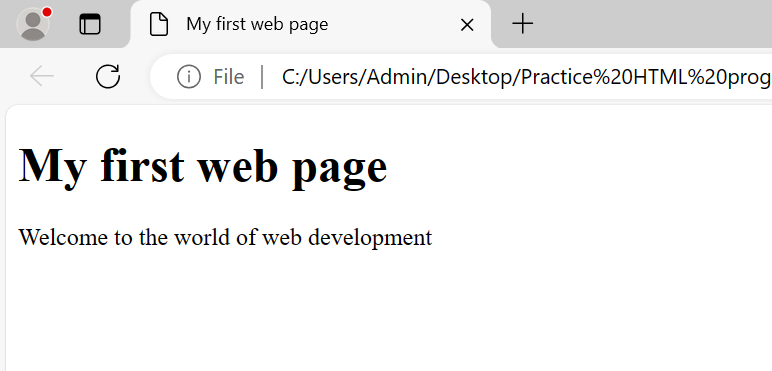 My first web page
File | C:/Users/Admin/Desktop/Practice%20HTML%20prog
My first web page
Welcome to the world of web development